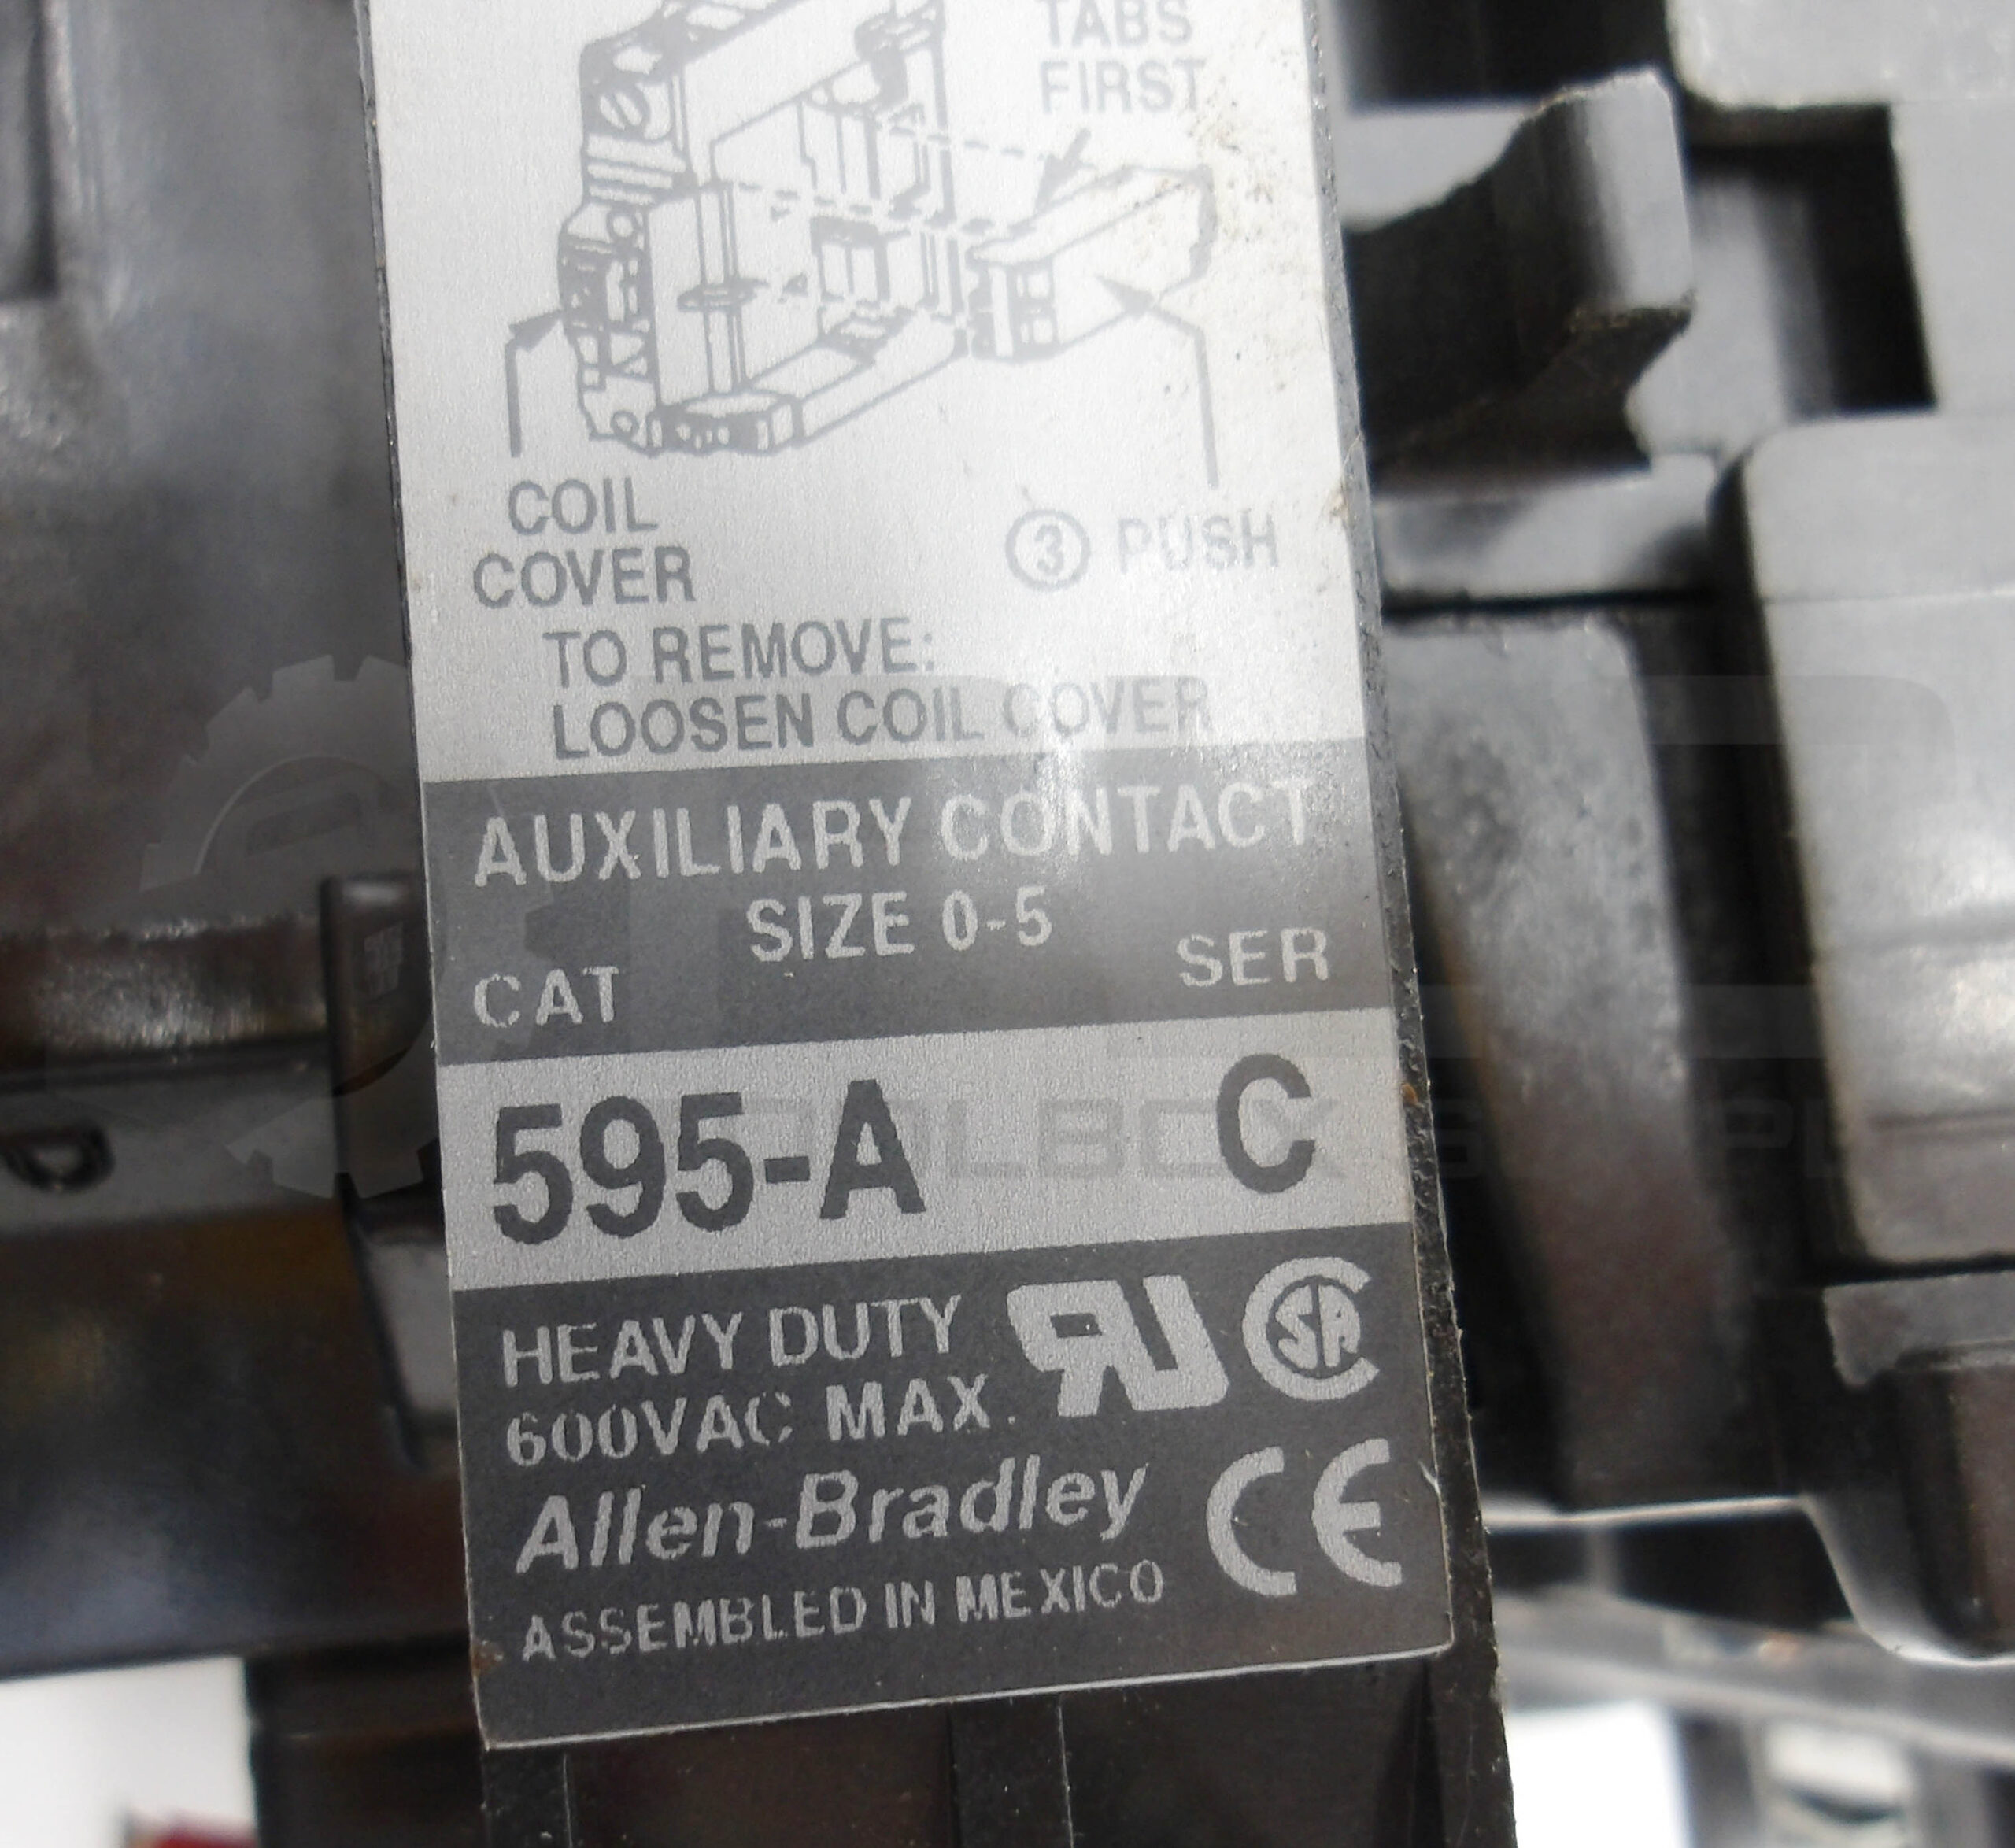 TABS
FIRST
COIL
COVER
③ PUSH
TO REMOVE:
LOOSEN COIL COVER
AUXILIARY CONTACT
SIZE 0-5
CAT SER
595-A C
HEAVY DUTY
600VAC MAX.
Allen-Bradley
ASSEMBLED IN MEXICO